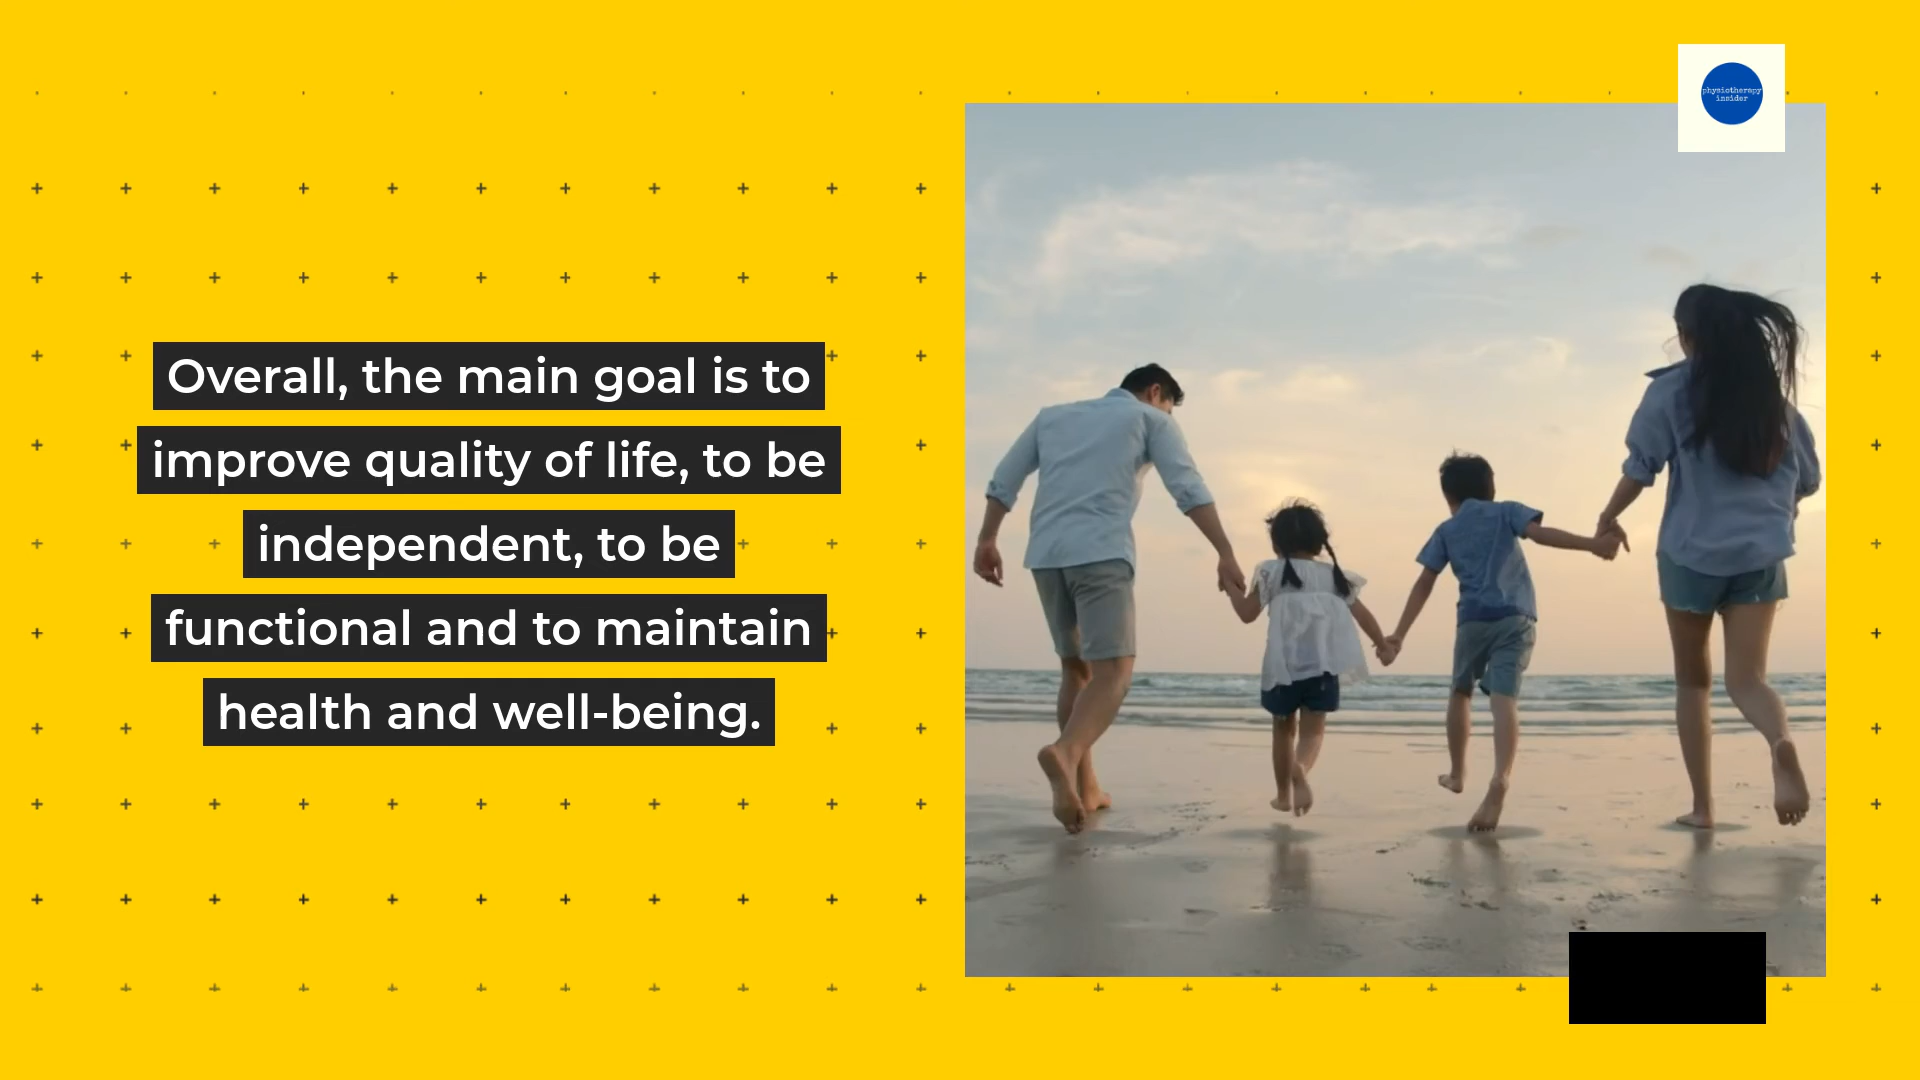 physiotherapy
insider
Overall, the main goal is to
improve quality of life, to be
independent, to be
functional and to maintain
health and well-being.